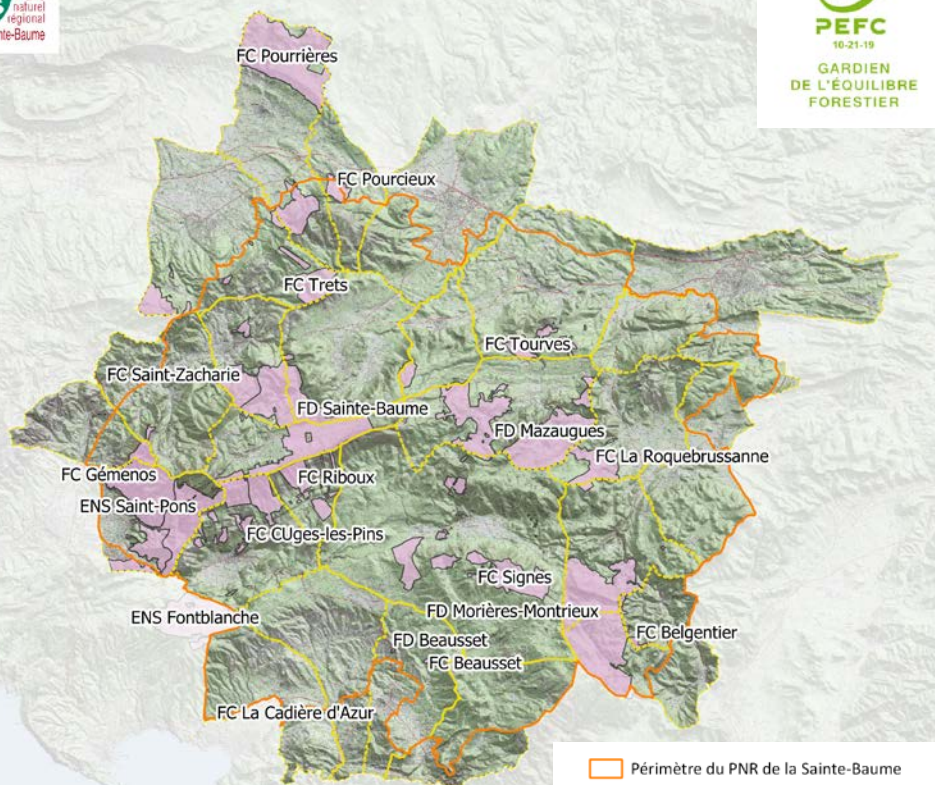 naturel
régional
nte-Baume
PEFC
10-21-19
GARDIEN
DE L'ÉQUILIBRE
FORESTIER
FC Pourrières
FC Pourcieux
FC Trets
FC Tourves
FC Saint-Zacharie
FD Sainte-Baume
FD Mazaugues
FC La Roquebrussanne
FC Gémenos
FC Riboux
ENS Saint-Pons
FC CUges-les-Pins
FC Signes
FD Morières-Montrieux
ENS Fontblanche
FC Belgentier
FD Beausset
FC Beausset
FC La Cadière d'Azur
Périmètre du PNR de la Sainte-Baume